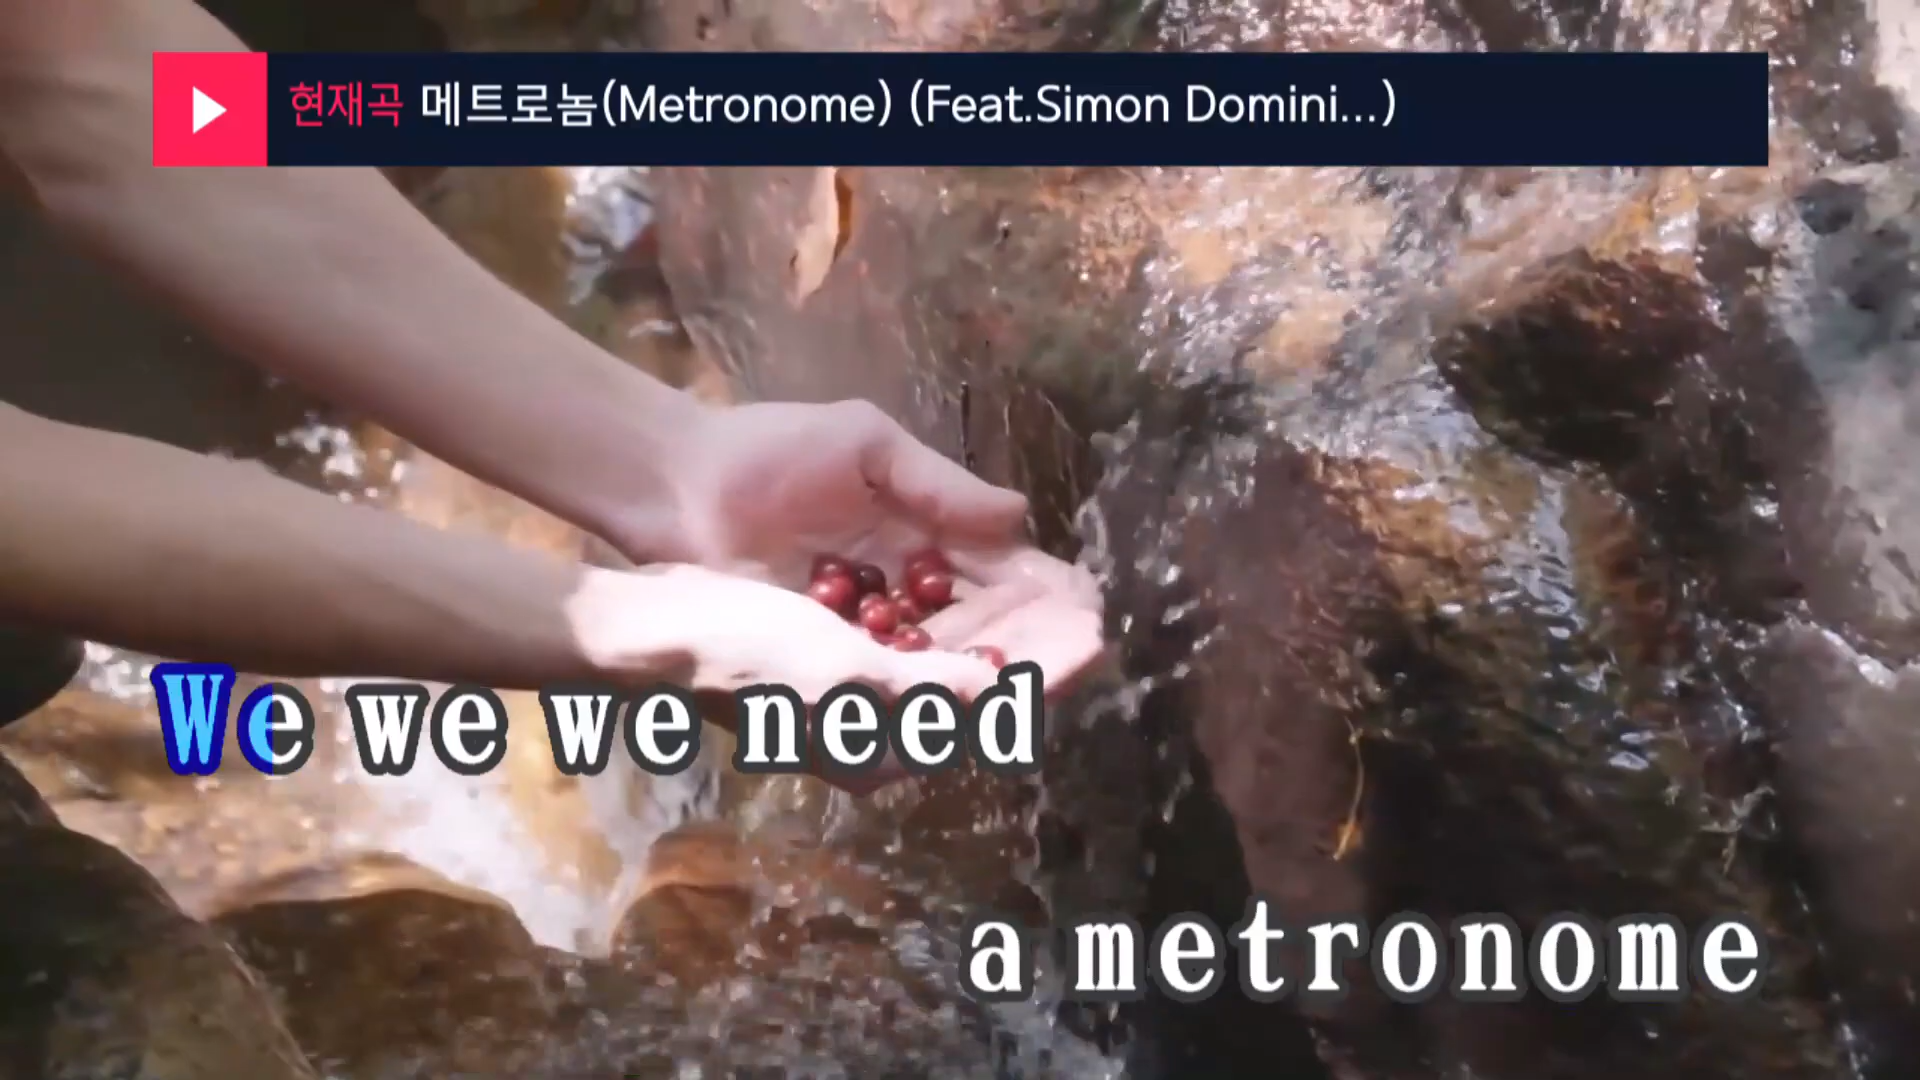 현재곡 메트로놈(Metronome) (Feat.Simon Domini...)
We we we need
a metronome